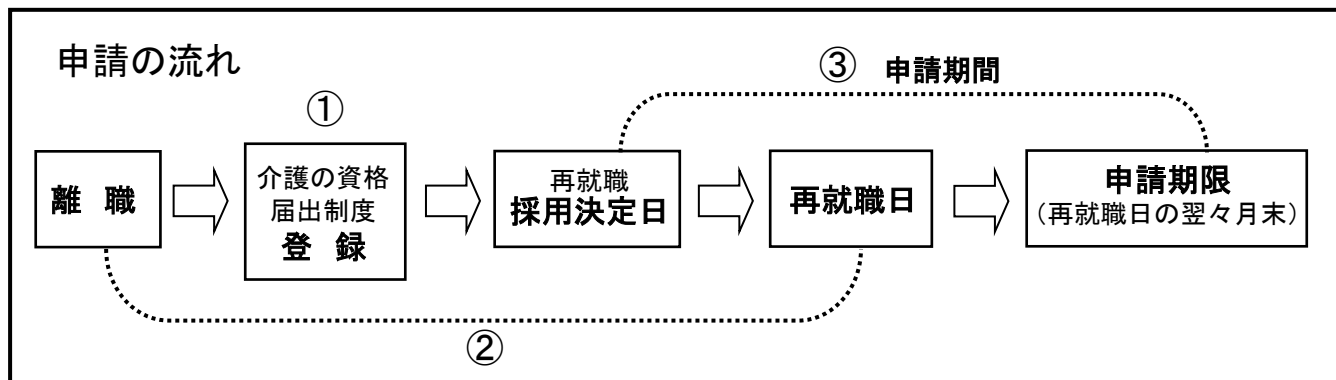 申請の流れ
③ 申請期間
①
離 職
介護の資格
届出制度
登 録
再就職
採用決定日
再就職日
申請期限
（再就職日の翌々月末）
②